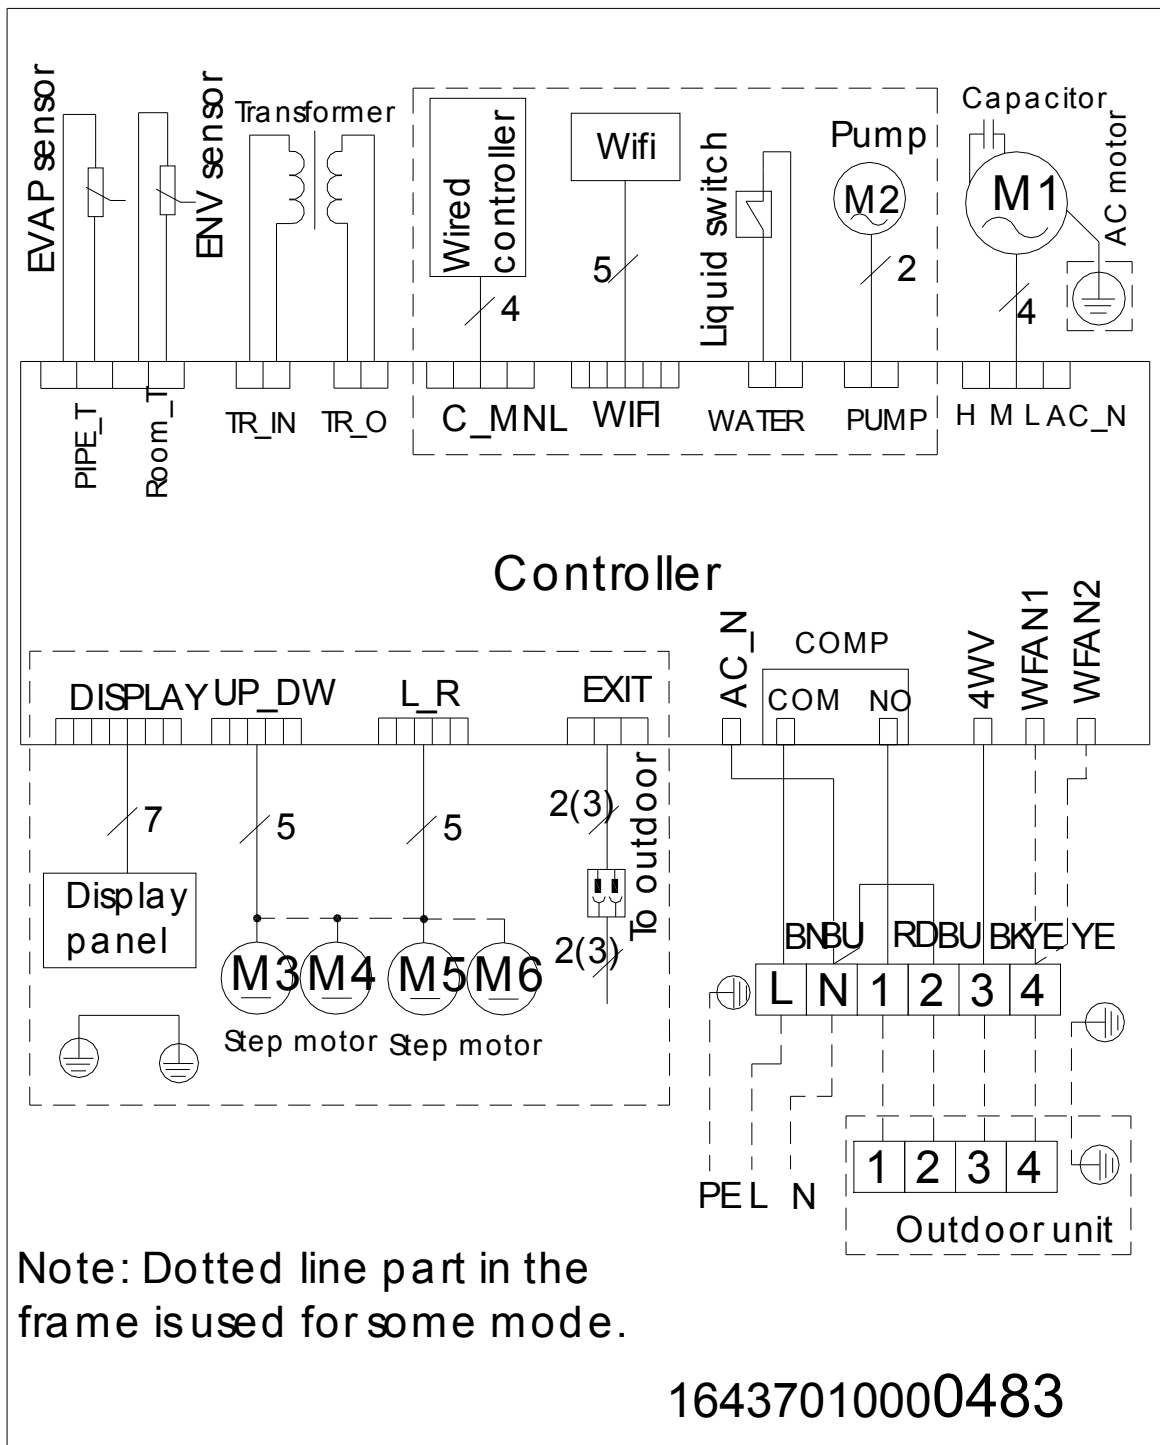 EVAP sensor
ENV sensor
Transformer
Wired
controller
Wifi
Liquid switch
Pump
Capacitor
AC motor
M2
M1
4
5
2
4
PIPE_T
Room_T
TR_IN
TR_O
C_MNL
WIFI
WATER
PUMP
H M L AC_N
Controller
DISPLAY
UP_DW
L_R
EXIT
AC_N
COMP
COM
NO
4WV
WFAN1
WFAN2
7
5
5
2(3)
To outdoor
Display
panel
2(3)
M3
M4
M5
M6
Step motor
Step motor
BN
BU
RD
BU
BK
YE
YE
L N 1 2 3 4
1 2 3 4
PE L N
Outdoor unit
Note: Dotted line part in the
frame is used for some mode.
16437010000483